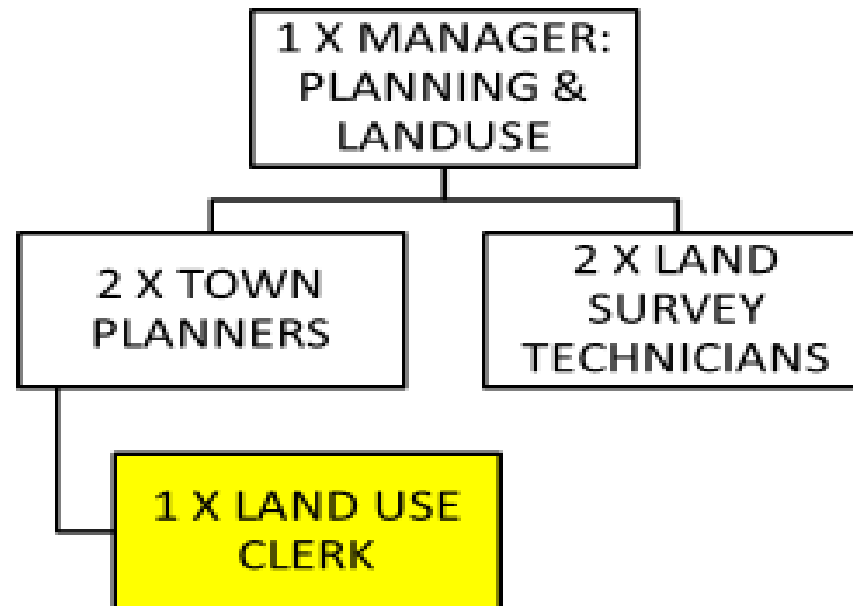 1 X MANAGER:
PLANNING &
LANDUSE
2 X TOWN
PLANNERS
2 X LAND
SURVEY
TECHNICIANS
1 X LAND USE
CLERK